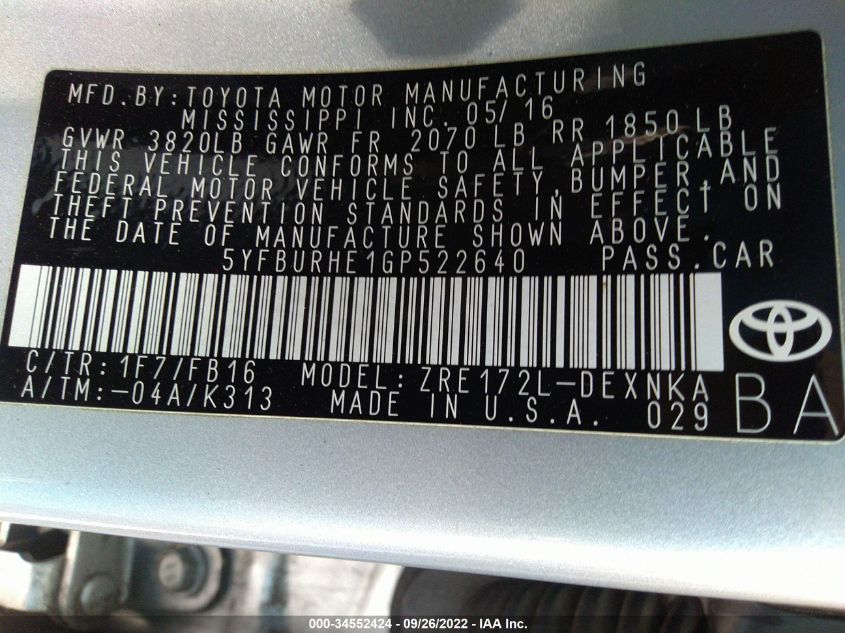 MFD.BY:TOYOTA MOTOR MANUFACTURING
MISSISSIPPI INC. 05/16
GVWR 3820LB GAWR FR 2070 LB RR 1850 LB
THIS VEHICLE CONFORMS TO ALL APPLICABLE
FEDERAL MOTOR VEHICLE SAFETY,BUMPER,AND
THEFT PREVENTION STANDARDS IN EFFECT ON
THE DATE OF MANUFACTURE SHOWN ABOVE.
5YFBURHE1GP522640 PASS.CAR
C/TR:1F7/FB16 MODEL:ZRE172L-DEXNKA
A/TM:-04A/K313 MADE IN U.S.A. 029 BA
000-34552424 / 09/26/2022 - IAA Inc.